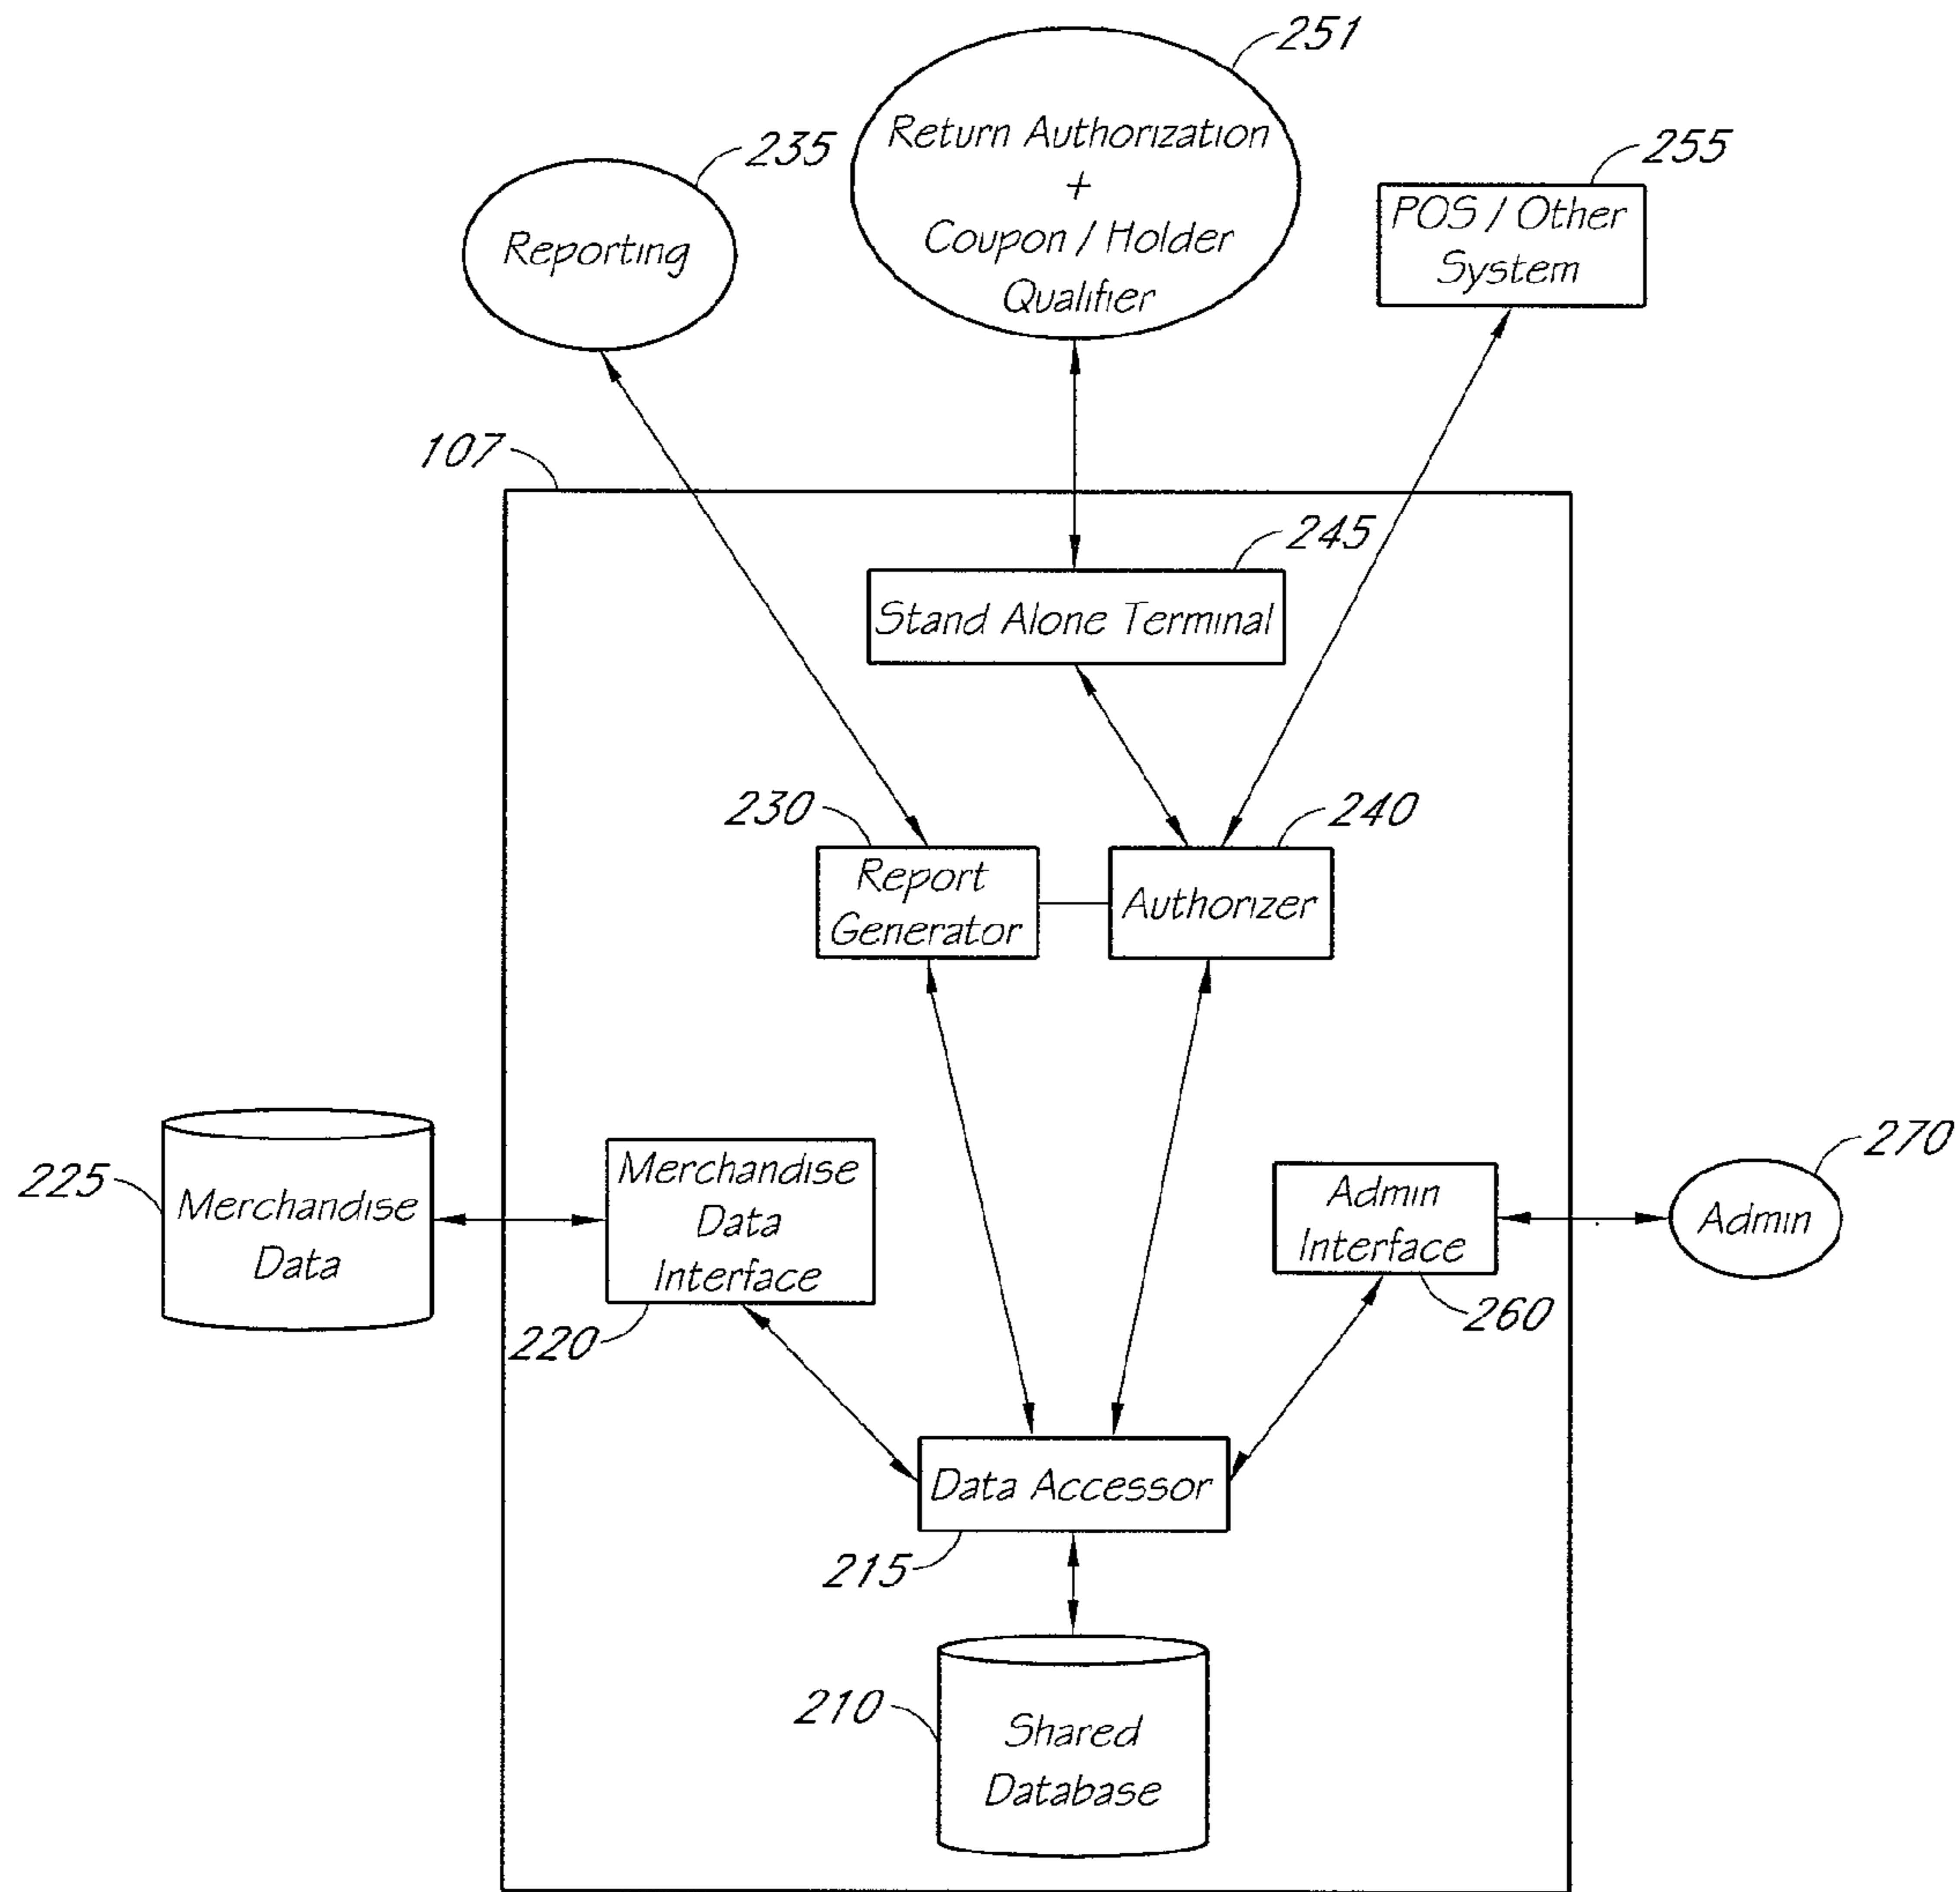 251
Return Authorization
+
Coupon / Holder
Qualifier
235
Reporting
255
POS / Other
System
107
245
Stand Alone Terminal
230
Report
Generator
240
Authorizer
225
Merchandise
Data
Merchandise
Data
Interface
220
Admin
Interface
260
270
Admin
Data Accessor
215
210
Shared
Database